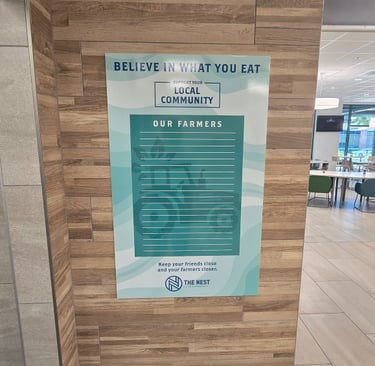 BELIEVE IN WHAT YOU EAT
SUPPORT YOUR
LOCAL
COMMUNITY
OUR FARMERS
Keep your friends close
and your farmers closer.
THE NEST